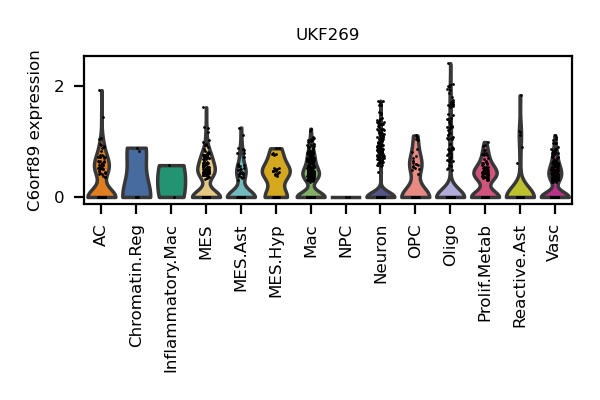 UKF269
C6orf89 expression
2
0
AC
Chromatin.Reg
Inflammatory.Mac
MES
MES.Ast
MES.Hyp
Mac
NPC
Neuron
OPC
Oligo
Prolif.Metab
Reactive.Ast
Vasc